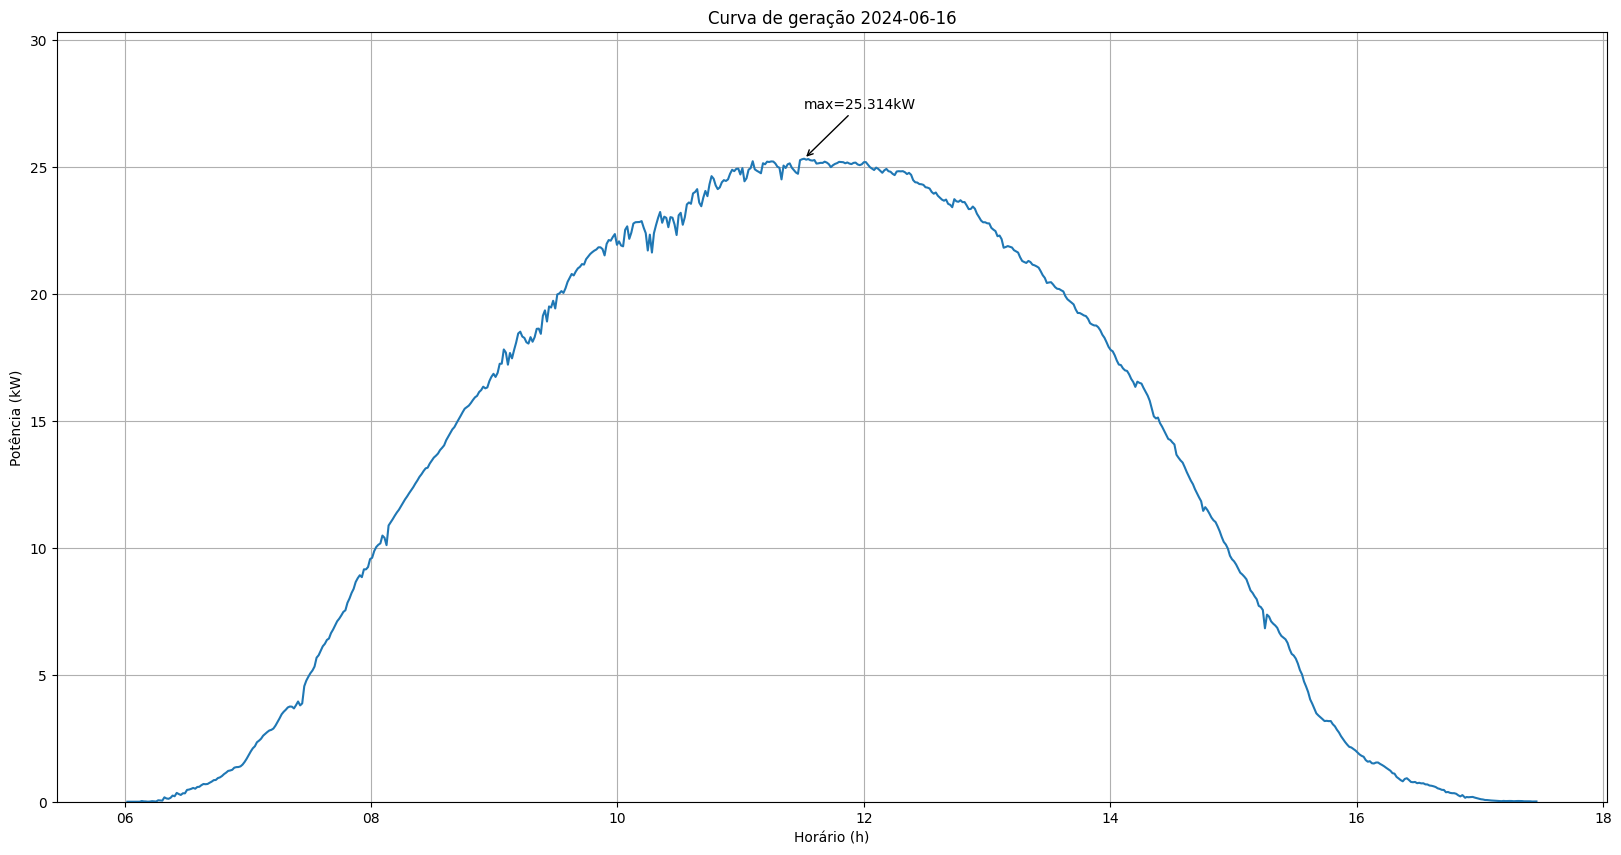 Curva de geração 2024-06-16
30
max=25.314kW
25
20
15
Potência (kW)
10
5
0
06 08 10 12 14 16 18
Horário (h)